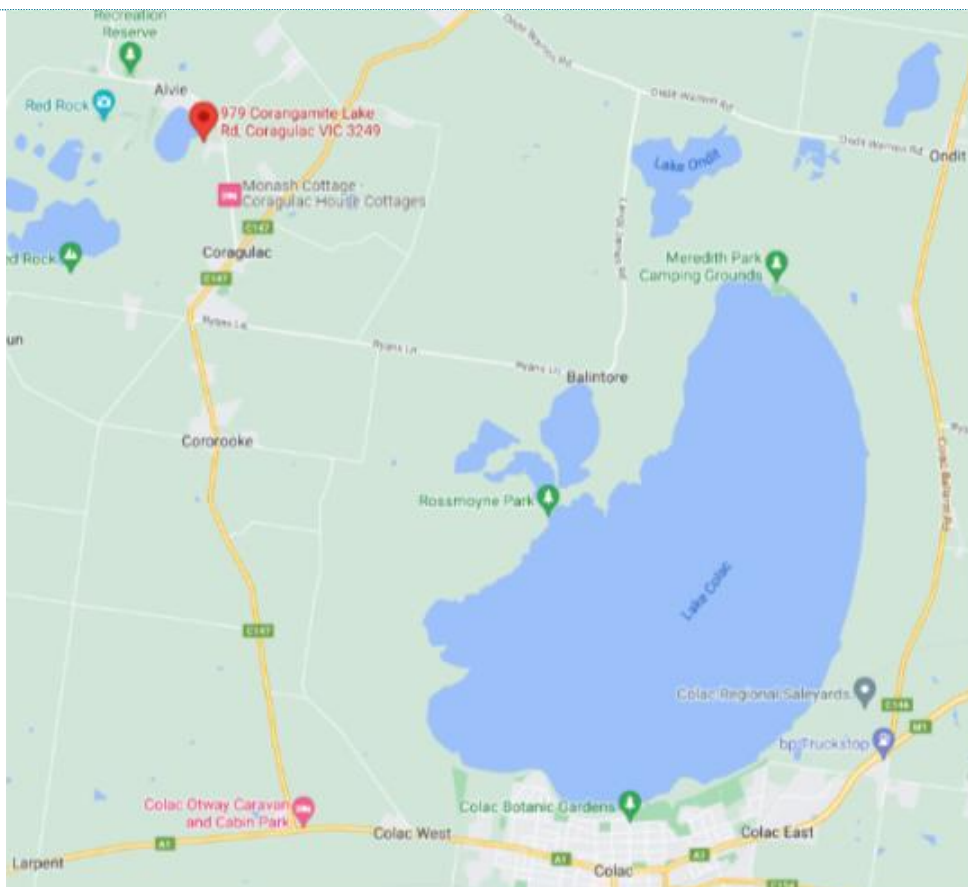 Recreation
Reserve
Alvie
Red Rock
979 Corangamite Lake
Rd, Coragulac VIC 3249
Ondit Warrion Rd
Ondit Warrion Rd
Ondit Warrion Rd
Ondit
Lake Ondit
Monash Cottage -
Coragulac House Cottages
C147
Coragulac
ed Rock
C147
Meredith Park
Camping Grounds
Ryans Ln
Ryans Ln
Ryans Ln
Balintore
un
Cororooke
Rossmoyne Park
Colac Ballarat Rd
Lake Colac
C147
Colac Regional Saleyards
C146
M1
bp Truckstop
Colac Otway Caravan
and Cabin Park
Colac Botanic Gardens
A1
Colac West
Colac East
Larpent
A1
Colac